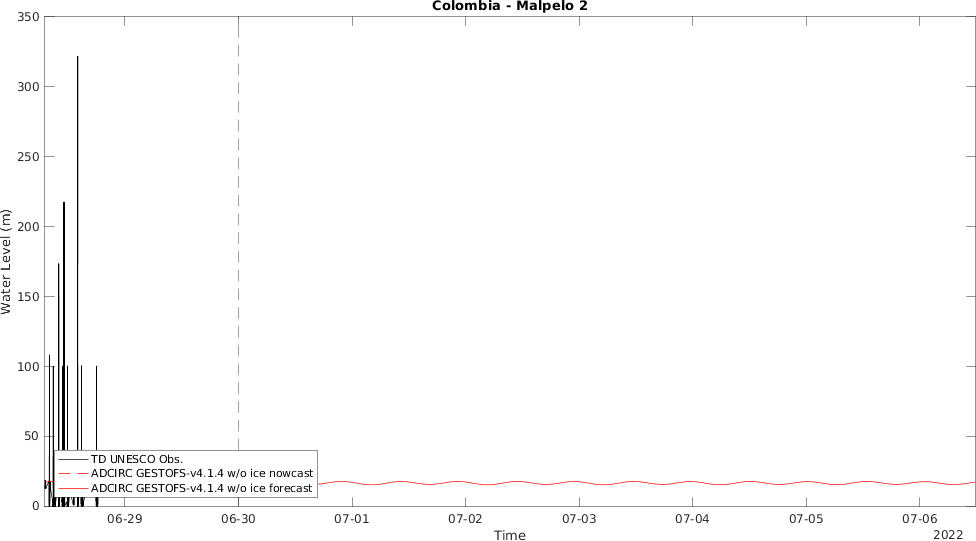 Colombia - Malpelo 2
350
300
250
200
150
100
50
0
Water Level (m)
TD UNESCO Obs.
ADCIRC GESTOFS-v4.1.4 w/o ice nowcast
ADCIRC GESTOFS-v4.1.4 w/o ice forecast
06-29 06-30 07-01 07-02 07-03 07-04 07-05 07-06
Time
2022